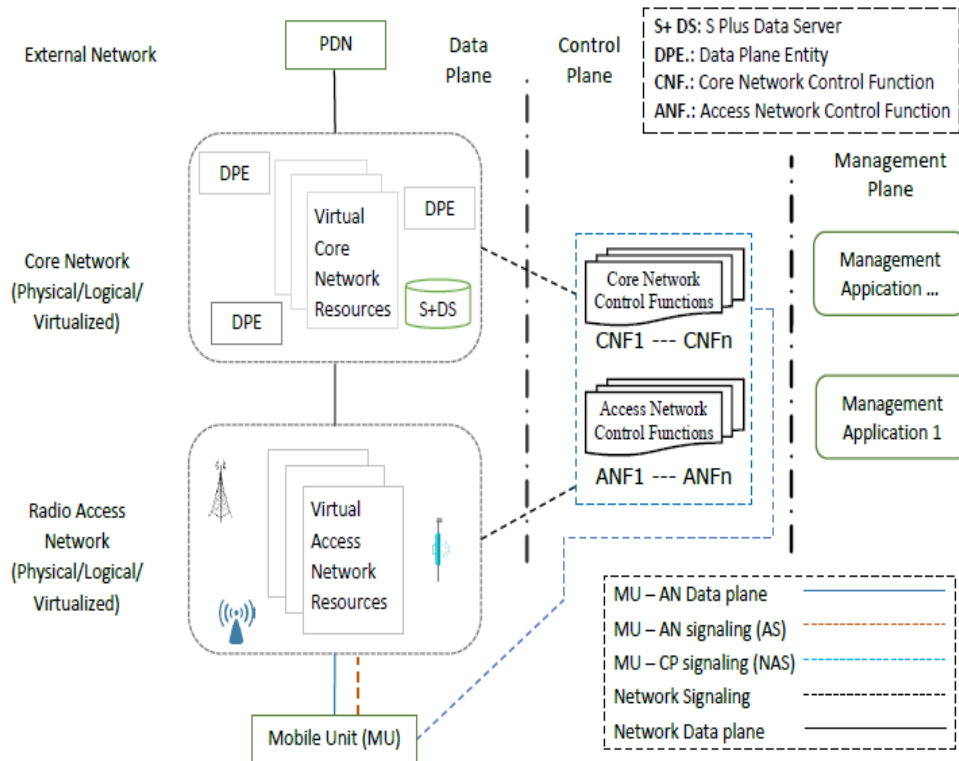 External Network
PDN
Data
Plane
Control
Plane
S+ DS: S Plus Data Server
DPE.: Data Plane Entity
CNF.: Core Network Control Function
ANF.: Access Network Control Function
Management
Plane
Core Network
(Physical/Logical/
Virtualized)
DPE
DPE
DPE
Virtual
Core
Network
Resources
S+DS
Core Network
Control Functions
CNF1 --- CNFn
Management
Appication ...
Access Network
Control Functions
ANF1 --- ANFn
Management
Application 1
Radio Access
Network
(Physical/Logical/
Virtualized)
Virtual
Access
Network
Resources
Mobile Unit (MU)
MU – AN Data plane
MU – AN signaling (AS)
MU – CP signaling (NAS)
Network Signaling
Network Data plane